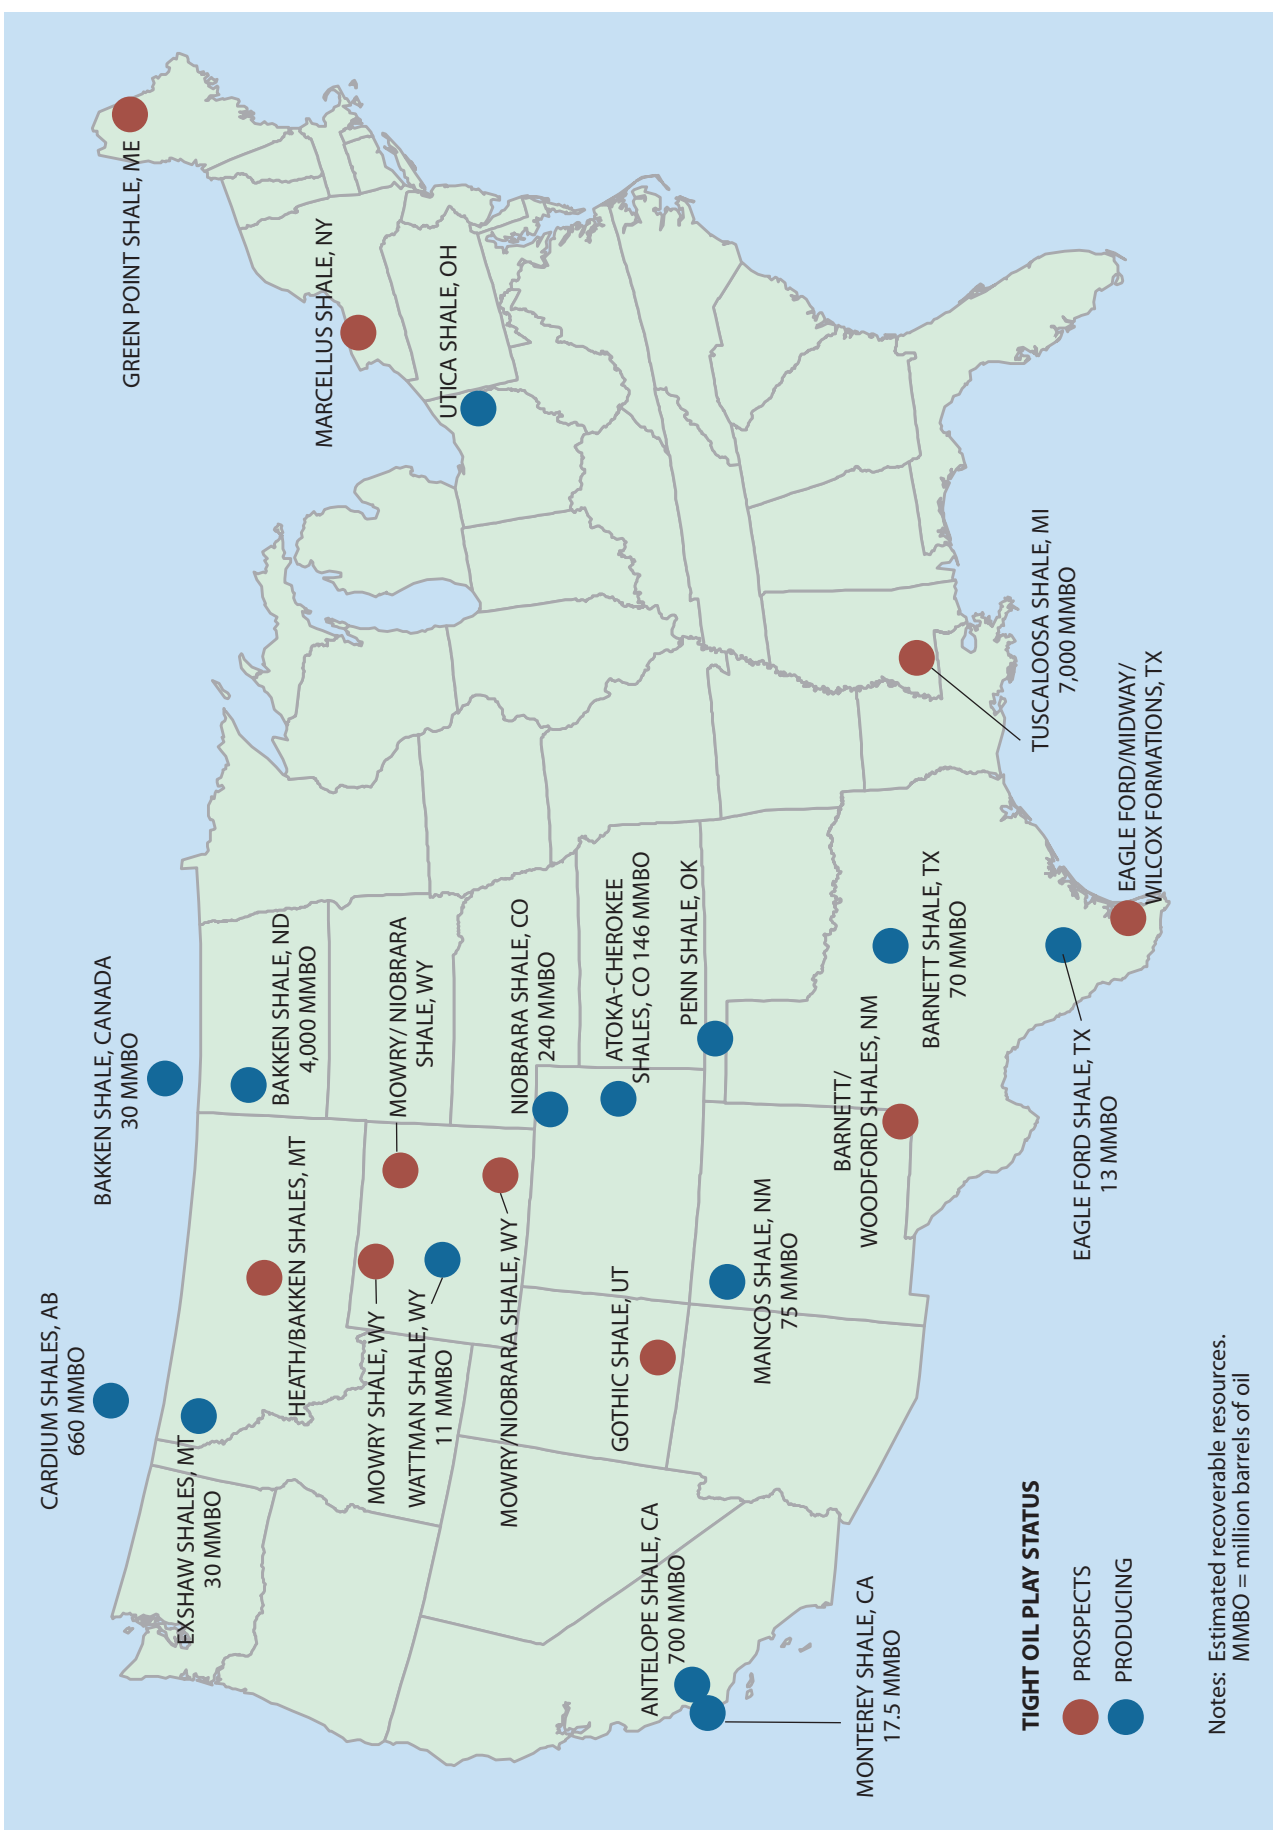 CARDIUM SHALES, AB
660 MMBO
BAKKEN SHALE, CANADA
30 MMBO
GREEN POINT SHALE, ME
EXSHAW SHALES, MT
30 MMBO
HEATH/BAKKEN SHALES, MT
BAKKEN SHALE, ND
4,000 MMBO
MARCELLUS SHALE, NY
MOWRY SHALE, WY
MOWRY/ NIOBRARA
SHALE, WY
WATTMAN SHALE, WY
11 MMBO
UTICA SHALE, OH
MOWRY/NIOBRARA SHALE, WY
NIOBRARA SHALE, CO
240 MMBO
GOTHIC SHALE, UT
ATOKA-CHEROKEE
SHALES, CO 146 MMBO
ANTELOPE SHALE, CA
700 MMBO
PENN SHALE, OK
MANCOS SHALE, NM
75 MMBO
BARNETT/
WOODFORD SHALES, NM
MONTEREY SHALE, CA
17.5 MMBO
BARNETT SHALE, TX
70 MMBO
TUSCALOOSA SHALE, MI
7,000 MMBO
EAGLE FORD SHALE, TX
13 MMBO
EAGLE FORD/MIDWAY/
WILCOX FORMATIONS, TX
TIGHT OIL PLAY STATUS
PROSPECTS
PRODUCING
Notes: Estimated recoverable resources.
MMBO = million barrels of oil